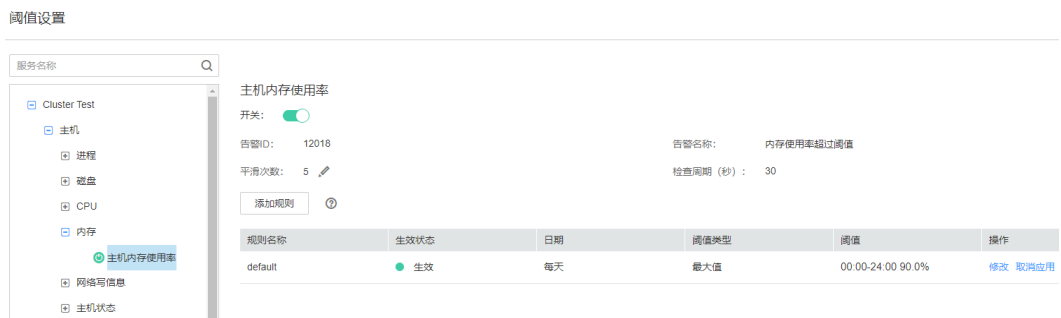 阈值设置
服务名称
Cluster Test
主机
进程
磁盘
CPU
内存
主机内存使用率
网络写信息
主机状态
主机内存使用率
开关：
告警ID： 12018 告警名称： 内存使用率超过阈值
平滑次数： 5 检查周期（秒）： 30
添加规则 ?
规则名称 生效状态 日期 阈值类型 阈值 操作
default 生效 每天 最大值 00:00-24:00 90.0% 修改 取消应用